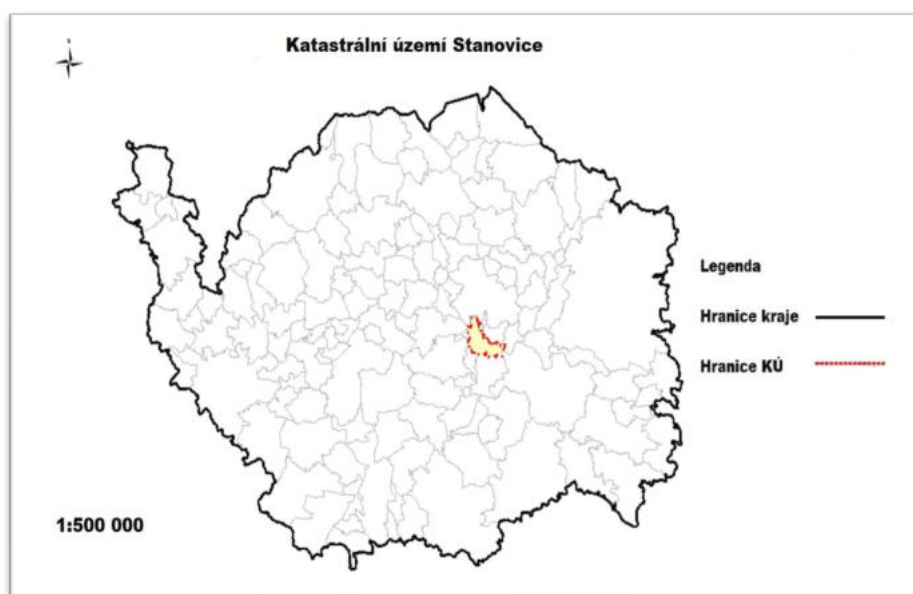 Katastrální území Stanovice
Legenda
Hranice kraje
Hranice KÚ
1:500 000